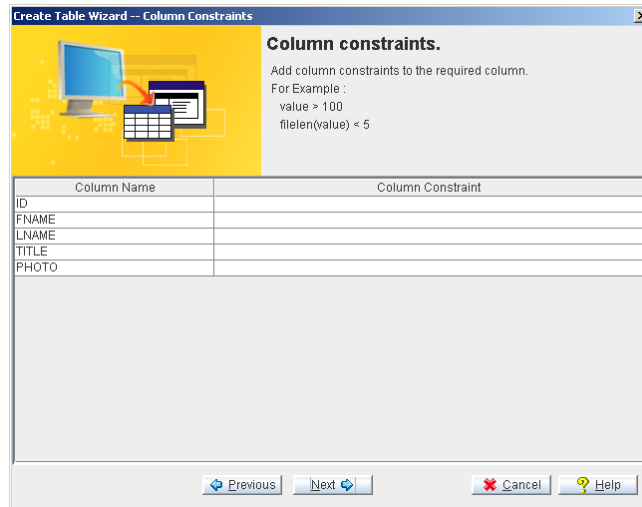 Create Table Wizard -- Column Constraints
Column constraints.
Add column constraints to the required column.
For Example :
value > 100
filelen(value) < 5
Column Name Column Constraint
ID
FNAME
LNAME
TITLE
PHOTO
Previous Next Cancel Help